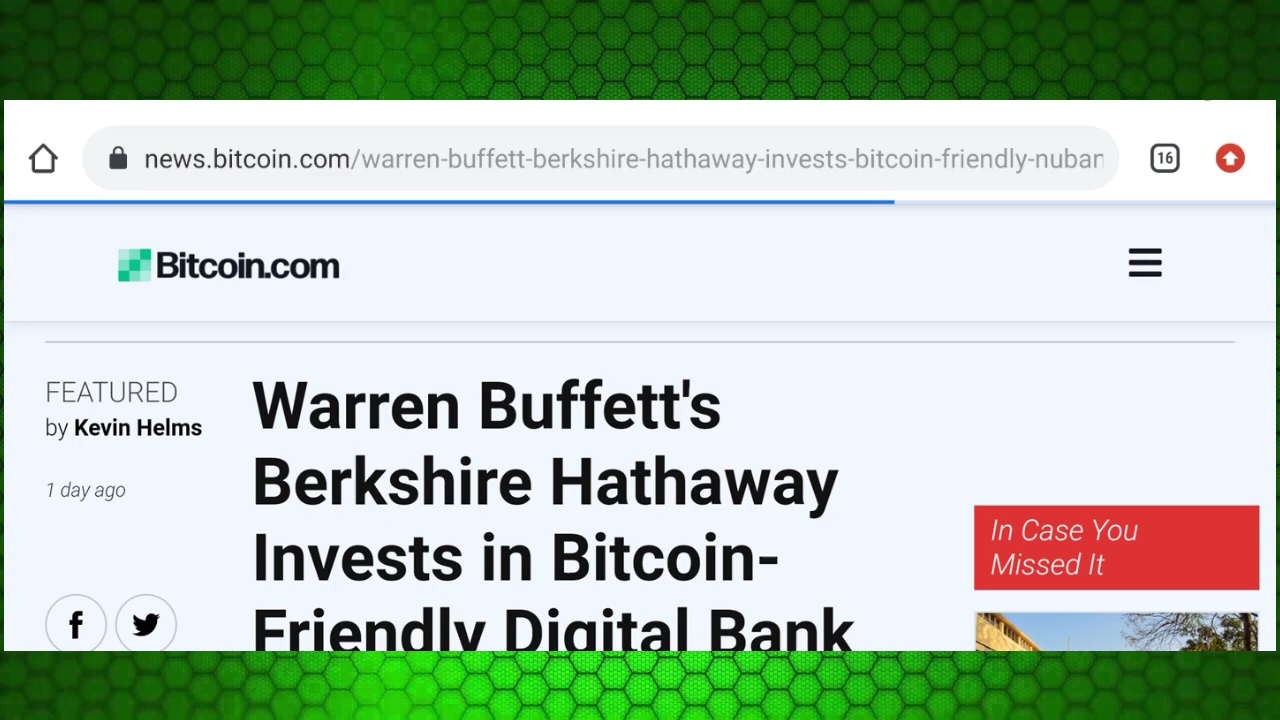 news.bitcoin.com/warren-buffett-berkshire-hathaway-invests-bitcoin-friendly-nuban
16
Bitcoin.com
FEATURED
by Kevin Helms
1 day ago
Warren Buffett's
Berkshire Hathaway
Invests in Bitcoin-
Friendly Digital Bank
In Case You
Missed It